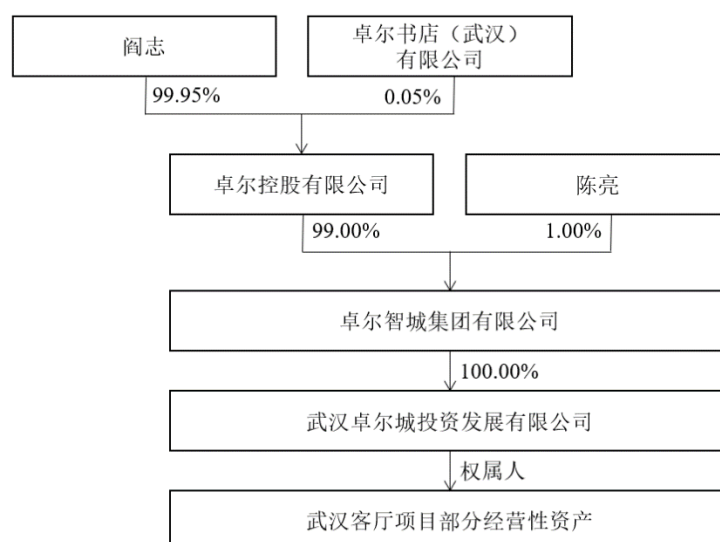 阎志
卓尔书店（武汉）
有限公司
99.95%
0.05%
卓尔控股有限公司
陈亮
99.00%
1.00%
卓尔智城集团有限公司
100.00%
武汉卓尔城投资发展有限公司
权属人
武汉客厅项目部分经营性资产